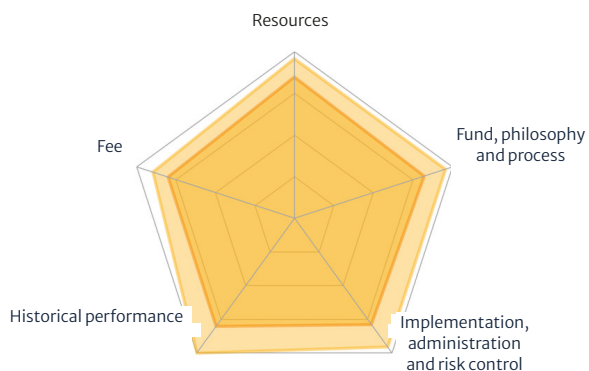 Resources
Fund, philosophy
and process
Fee
Historical performance
Implementation,
administration
and risk control